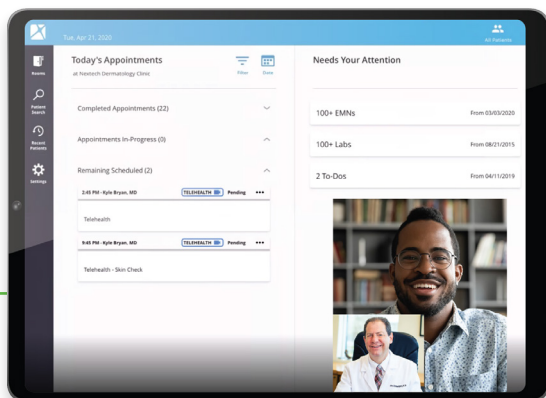 Tue, Apr 21, 2020
All Patients
Rooms
Patient
Search
Recent
Patients
Settings
Today's Appointments
at Nextech Dermatology Clinic
Filter
Date
Completed Appointments (22)
Appointments In-Progress (0)
Remaining Scheduled (2)
2:45 PM - Kyle Bryan, MD TELEHEALTH Pending
Telehealth
9:45 PM - Kyle Bryan, MD TELEHEALTH Pending
Telehealth - Skin Check
Needs Your Attention
100+ EMNs From 03/03/2020
100+ Labs From 08/21/2015
2 To-Dos From 04/11/2019